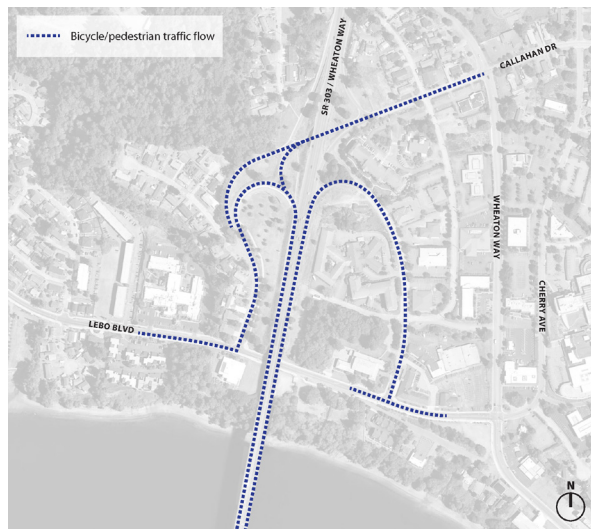 Bicycle/pedestrian traffic flow
SR 303 / WHEATON WAY
CALLAHAN DR
WHEATON WAY
CHERRY AVE
LEBO BLVD
N